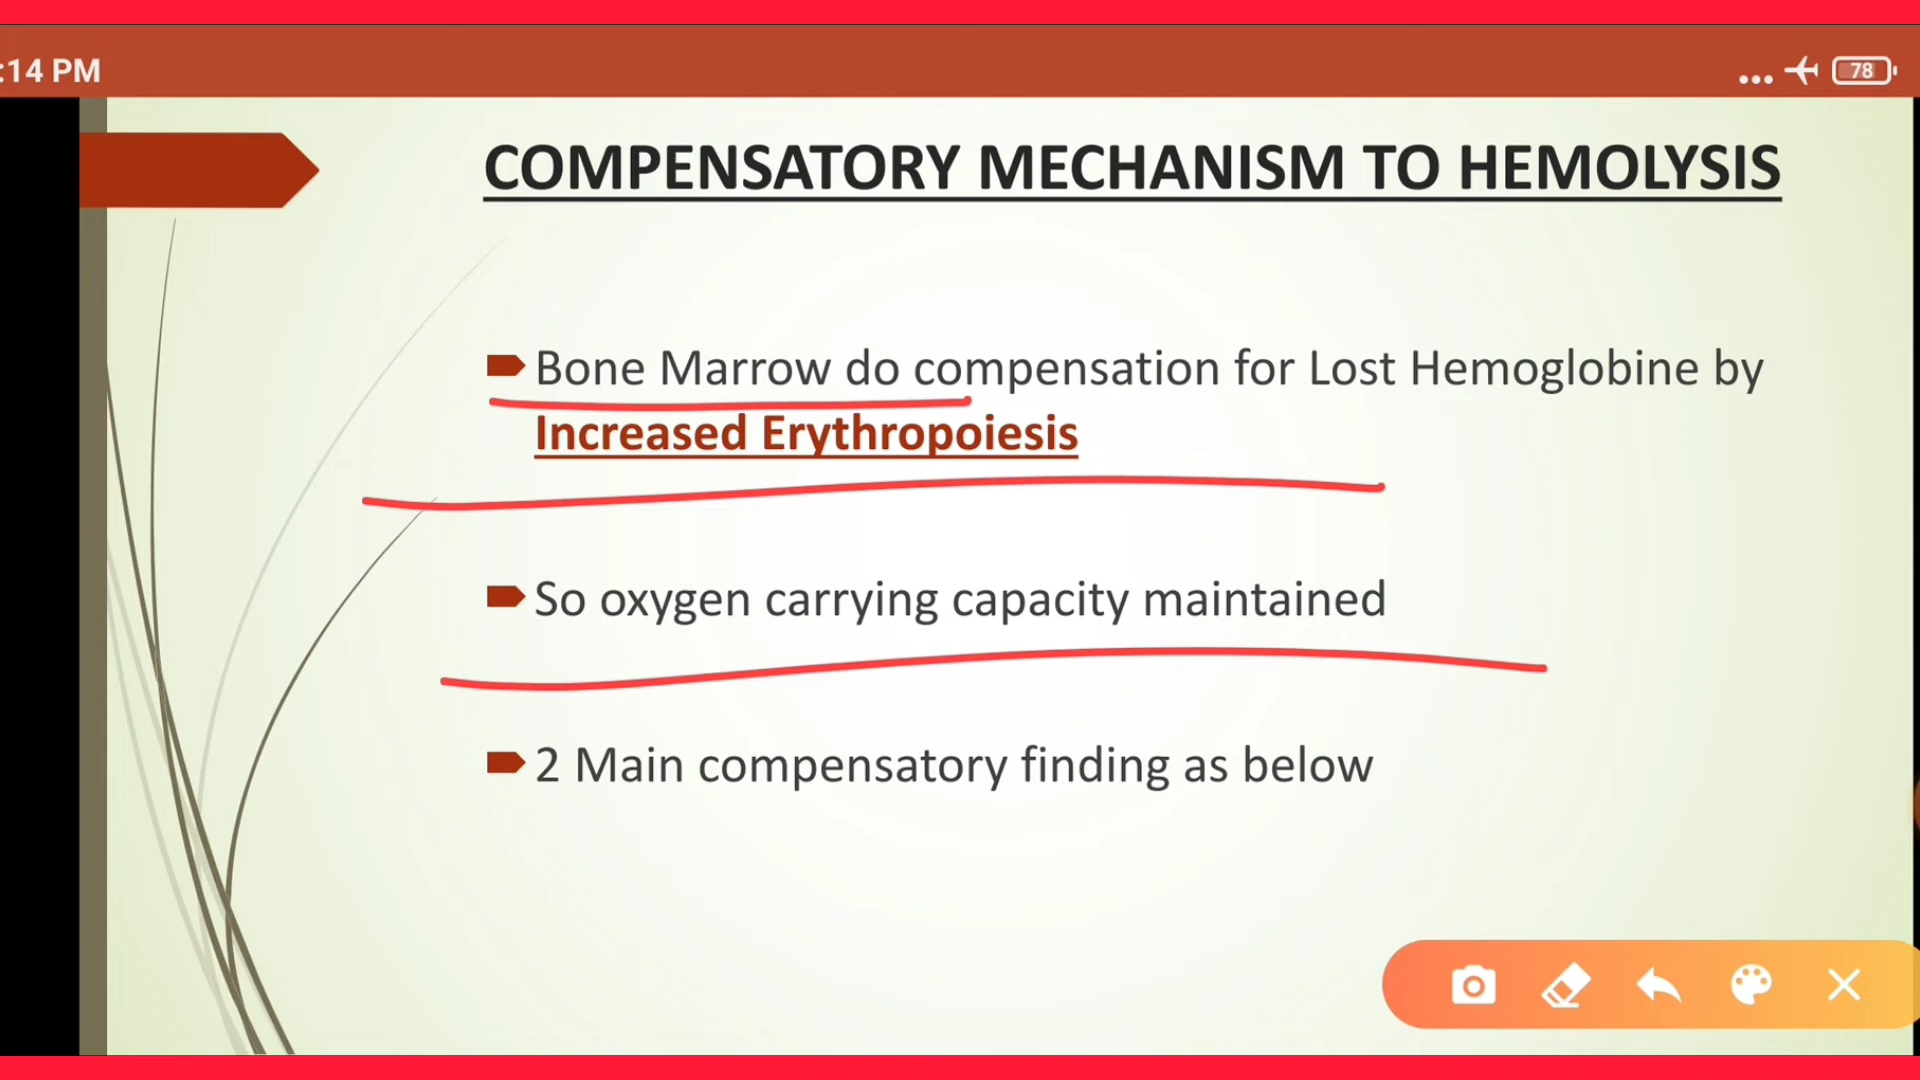 :14 PM
78
COMPENSATORY MECHANISM TO HEMOLYSIS
Bone Marrow do compensation for Lost Hemoglobine by
Increased Erythropoiesis
So oxygen carrying capacity maintained
2 Main compensatory finding as below